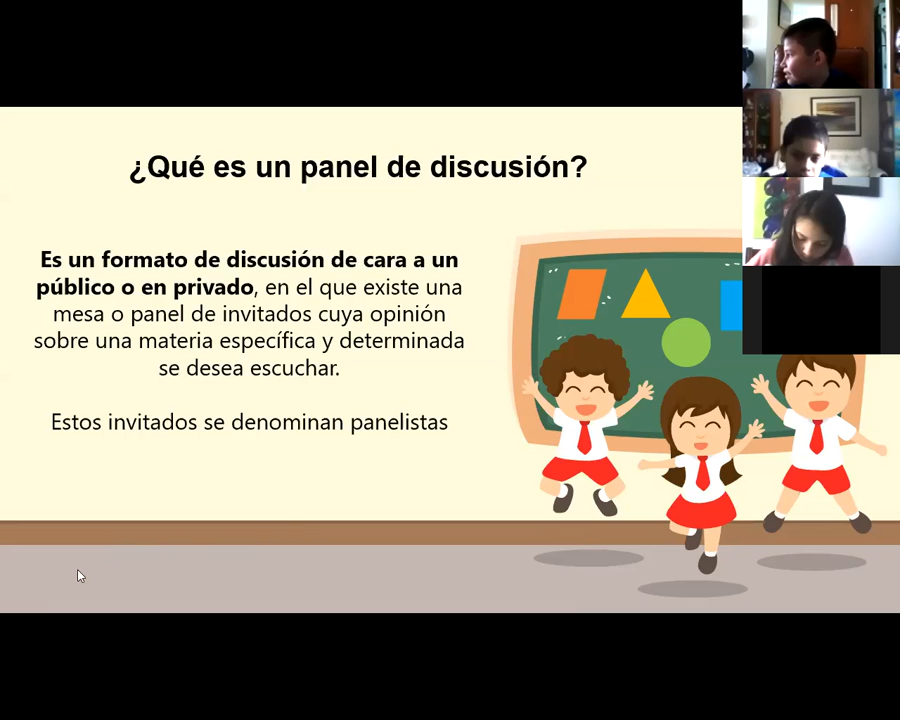 ¿Qué es un panel de discusión?
Es un formato de discusión de cara a un
público o en privado, en el que existe una
mesa o panel de invitados cuya opinión
sobre una materia específica y determinada
se desea escuchar.
Estos invitados se denominan panelistas